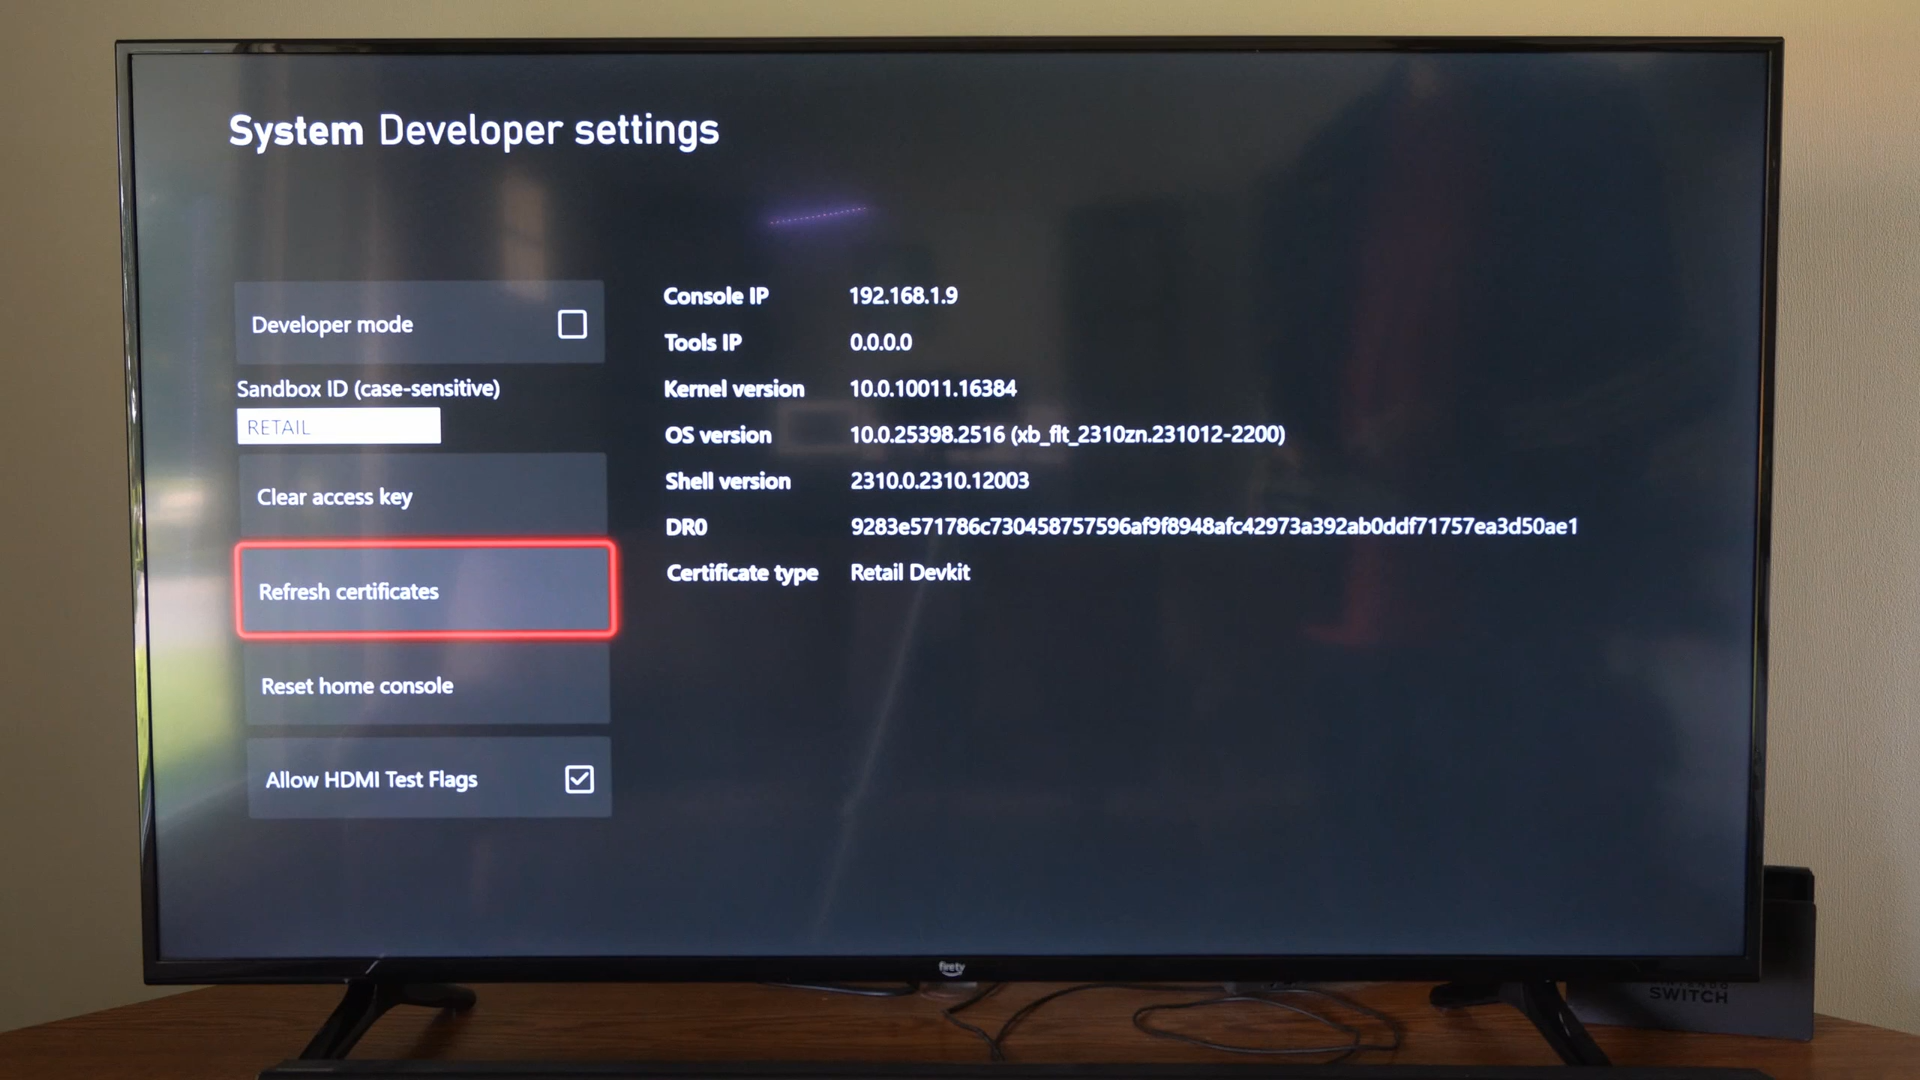 System Developer settings
Developer mode
Sandbox ID (case-sensitive)
RETAIL
Clear access key
Refresh certificates
Reset home console
Allow HDMI Test Flags
Console IP 192.168.1.9
Tools IP 0.0.0.0
Kernel version 10.0.10011.16384
OS version 10.0.25398.2516 (xb_flt_2310zn.231012-2200)
Shell version 2310.0.2310.12003
DR0 9283e571786c730458757596af9f8948afc42973a392ab0ddf71757ea3d50ae1
Certificate type Retail Devkit
firetv
SWITCH